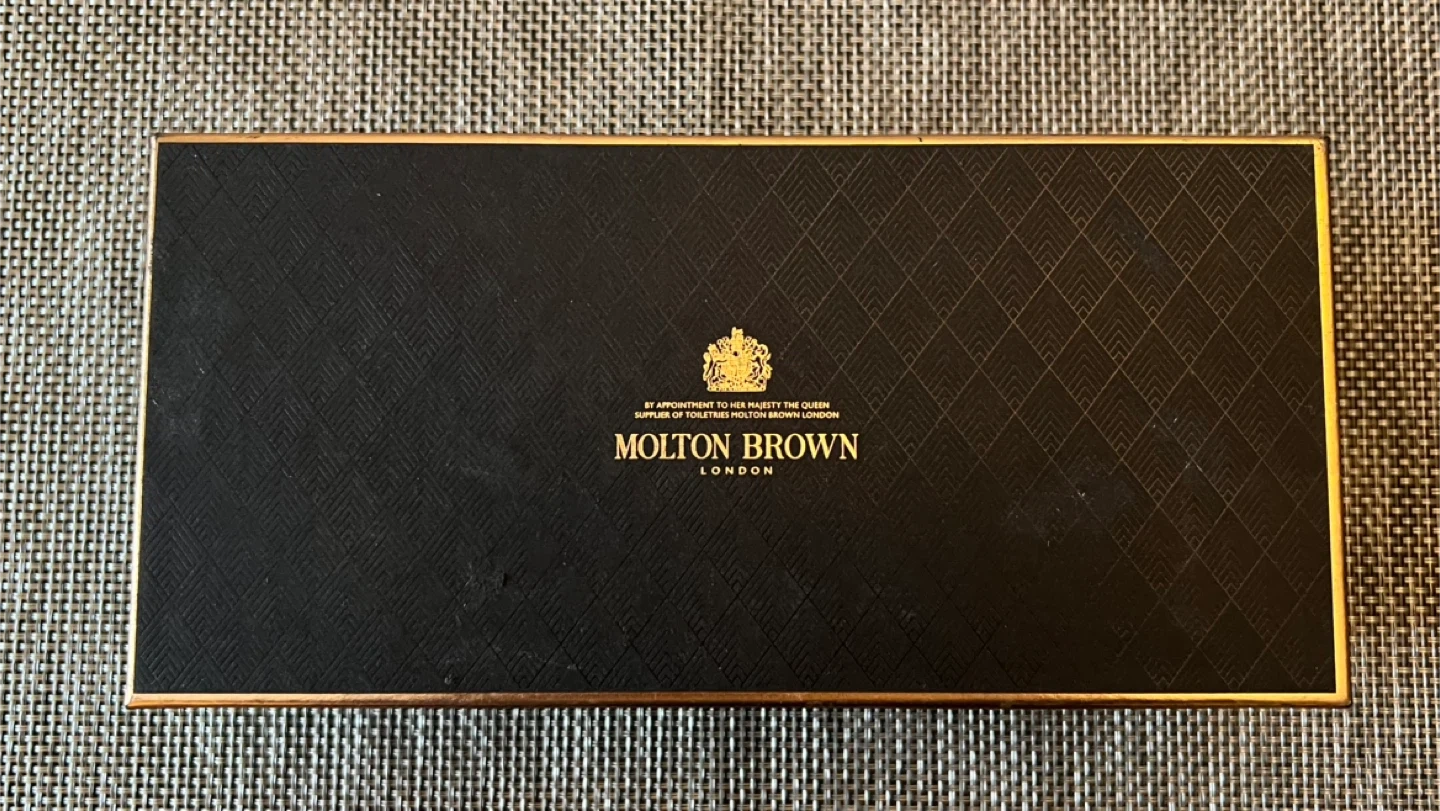 BY APPOINTMENT TO HER MAJESTY THE QUEEN
SUPPLIER OF TOILETRIES MOLTON BROWN LONDON
MOLTON BROWN
LONDON